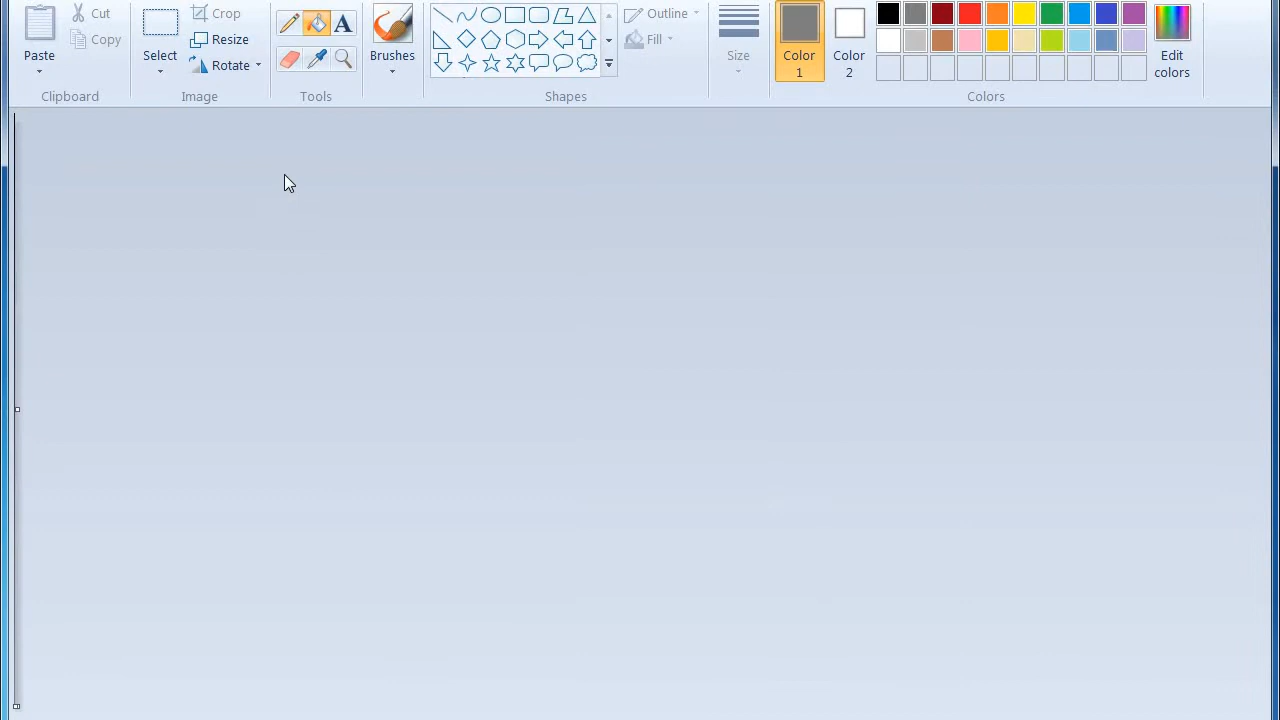 Paste
Cut
Copy
Clipboard
Select
Crop
Resize
Rotate
Image
A
Tools
Brushes
Shapes
Outline
Fill
Size
Color 1
Color 2
Edit colors
Colors